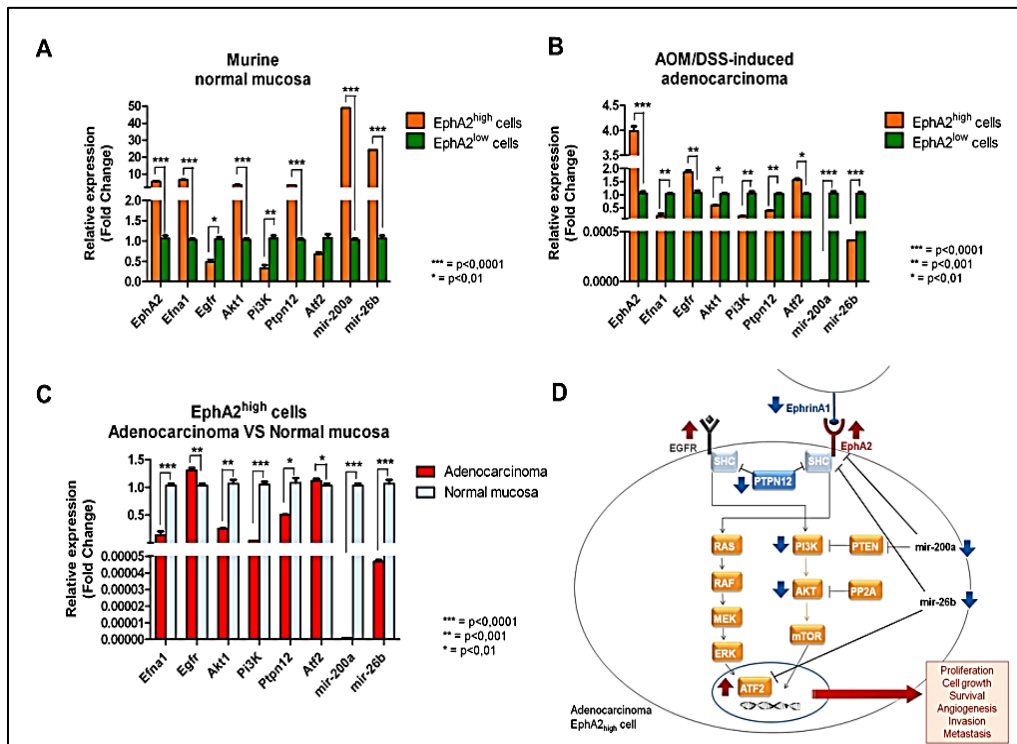 A
Murine
normal mucosa
Relative expression
(Fold Change)
50
40
30
20
10
2.0
1.5
1.0
0.5
0.0
***
***
*
***
**
***
***
***
EphA2
Efna1
Egfr
Akt1
Pi3K
Ptpn12
Atf2
mir-200a
mir-26b
EphA2high cells
EphA2low cells
*** = p<0,0001
** = p<0,001
* = p<0,01
B
AOM/DSS-induced
adenocarcinoma
Relative expression
(Fold Change)
4.5
4.0
3.5
2.0
1.5
1.0
0.5
0.0005
0.0000
***
**
**
*
**
**
*
***
***
EphA2
Efna1
Egfr
Akt1
Pi3K
Ptpn12
Atf2
mir-200a
mir-26b
EphA2high cells
EphA2low cells
*** = p<0,0001
** = p<0,001
* = p<0,01
C
EphA2high cells
Adenocarcinoma VS Normal mucosa
Relative expression
(Fold Change)
1.5
1.0
0.5
0.00005
0.00004
0.00003
0.00002
0.00001
0.00000
***
**
**
***
*
*
***
***
Efna1
Egfr
Akt1
Pi3K
Ptpn12
Atf2
mir-200a
mir-26b
Adenocarcinoma
Normal mucosa
*** = p<0,0001
** = p<0,001
* = p<0,01
D
EphrinA1
EGFR
EphA2
SHC
SHC
PTPN12
RAS
PI3K
PTEN
mir-200a
RAF
AKT
PP2A
mir-26b
MEK
mTOR
ERK
ATF2
Adenocarcinoma
EphA2high cell
Proliferation
Cell growth
Survival
Angiogenesis
Invasion
Metastasis